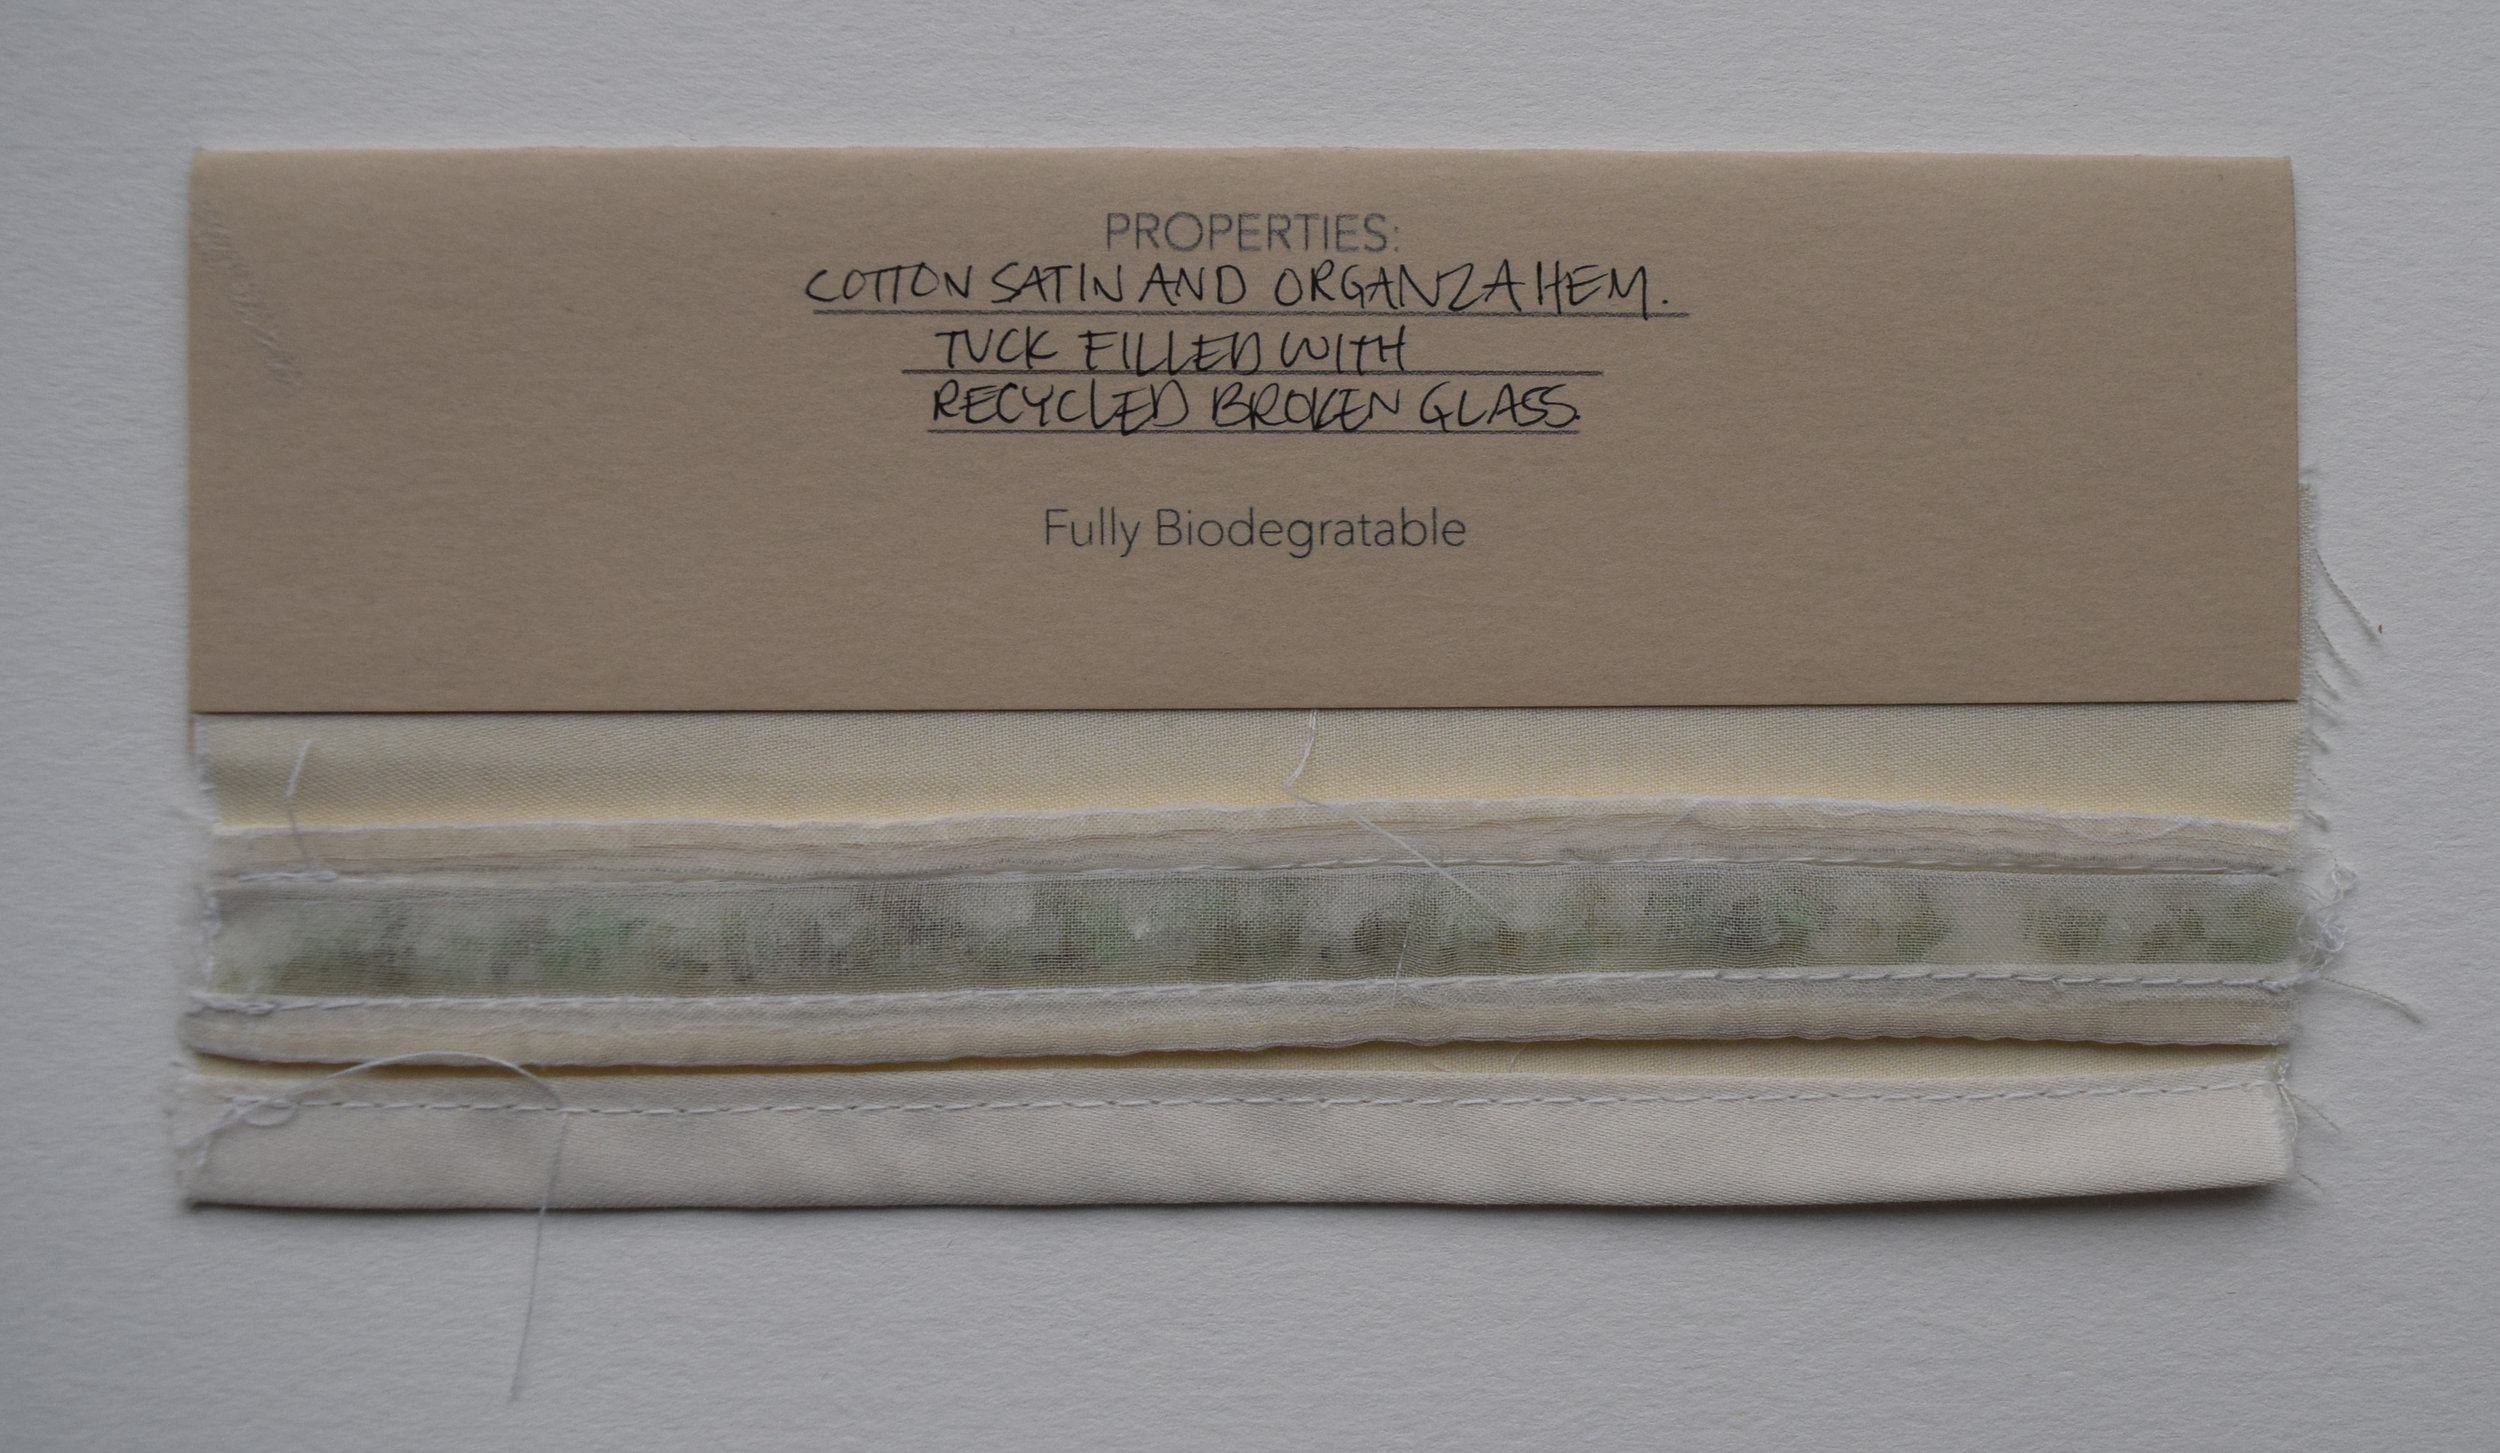 PROPERTIES:
COTTON SATIN AND ORGANZA HEM.
TUCK FILLED WITH
RECYCLED BROKEN GLASS.
Fully Biodegratable